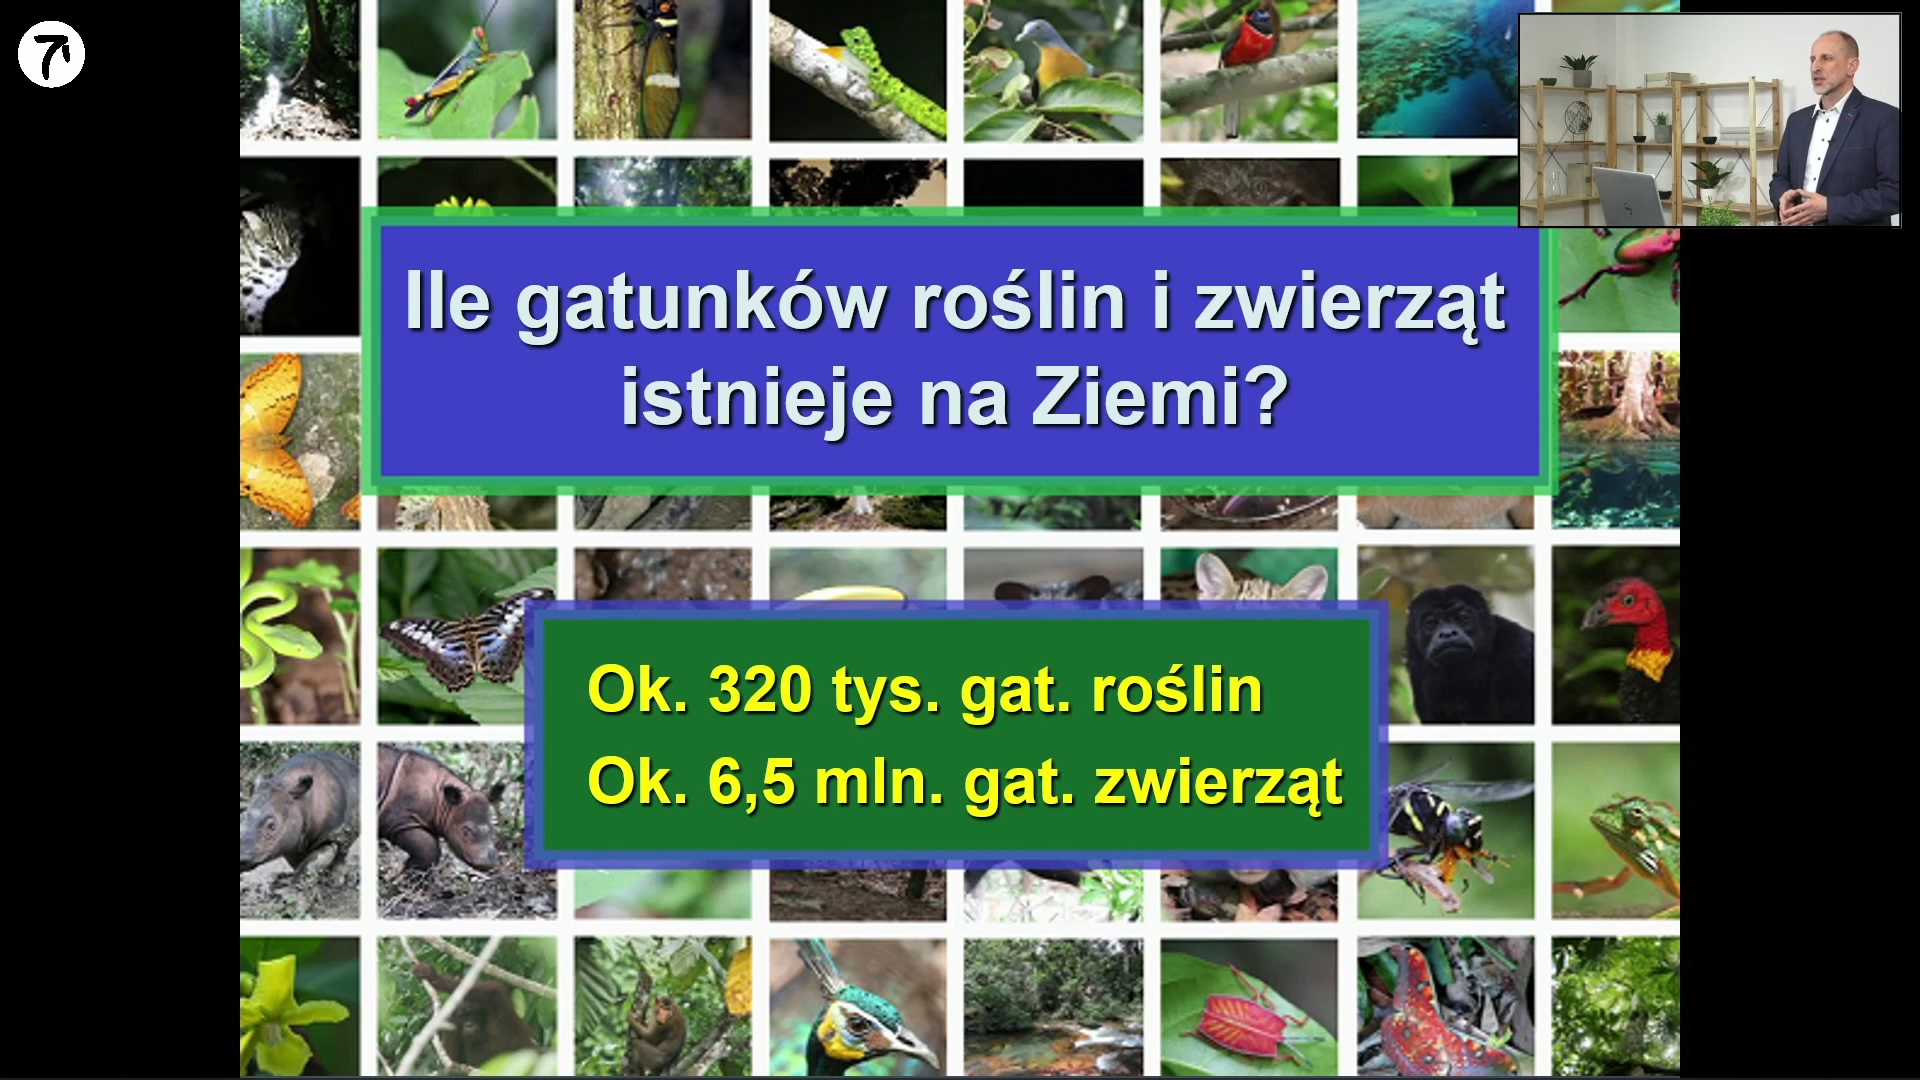 Ile gatunków roślin i zwierząt
istnieje na Ziemi?
Ok. 320 tys. gat. roślin
Ok. 6,5 mln. gat. zwierząt